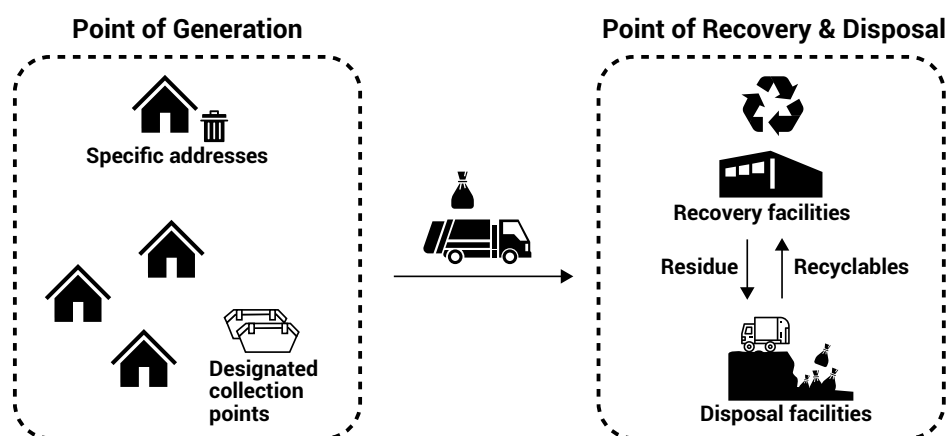 Point of Generation
Point of Recovery & Disposal
Specific addresses
Designated
collection
points
Recovery facilities
Residue
Recyclables
Disposal facilities